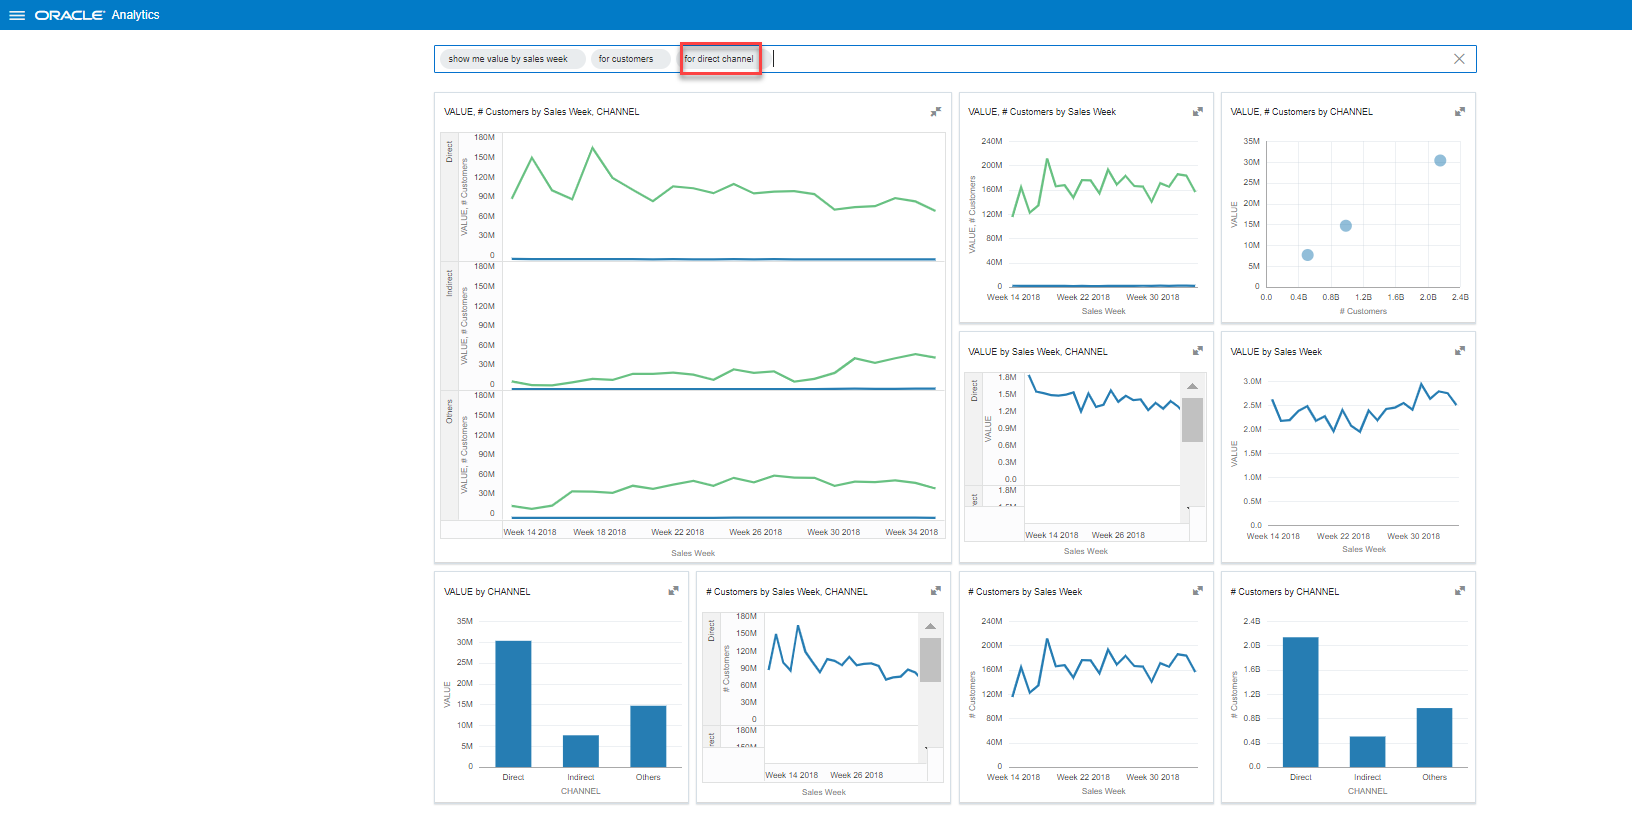 ORACLE® Analytics
show me value by sales week for customers for direct channel
VALUE, # Customers by Sales Week, CHANNEL
Direct
VALUE, # Customers
180M
150M
120M
90M
60M
30M
0
Indirect
VALUE, # Customers
180M
150M
120M
90M
60M
30M
0
Others
VALUE, # Customers
180M
150M
120M
90M
60M
30M
0
Week 14 2018 Week 18 2018 Week 22 2018 Week 26 2018 Week 30 2018 Week 34 2018
Sales Week
VALUE, # Customers by Sales Week
VALUE, # Customers
240M
200M
160M
120M
80M
40M
0
Week 14 2018 Week 22 2018 Week 30 2018
Sales Week
VALUE, # Customers by CHANNEL
VALUE
35M
30M
25M
20M
15M
10M
5M
0
0.0 0.4B 0.8B 1.2B 1.6B 2.0B 2.4B
# Customers
VALUE by Sales Week, CHANNEL
Direct
VALUE
1.8M
1.5M
1.2M
0.9M
0.6M
0.3M
0.0
1.8M
Week 14 2018 Week 26 2018
Sales Week
VALUE by Sales Week
VALUE
3.0M
2.5M
2.0M
1.5M
1.0M
0.5M
0.0
Week 14 2018 Week 22 2018 Week 30 2018
Sales Week
VALUE by CHANNEL
VALUE
35M
30M
25M
20M
15M
10M
5M
0
Direct Indirect Others
CHANNEL
# Customers by Sales Week, CHANNEL
Direct
# Customers
180M
150M
120M
90M
60M
30M
0
180M
150M
Week 14 2018 Week 26 2018
Sales Week
# Customers by Sales Week
# Customers
240M
200M
160M
120M
80M
40M
0
Week 14 2018 Week 22 2018 Week 30 2018
Sales Week
# Customers by CHANNEL
# Customers
2.4B
2.0B
1.6B
1.2B
0.8B
0.4B
0.0
Direct Indirect Others
CHANNEL